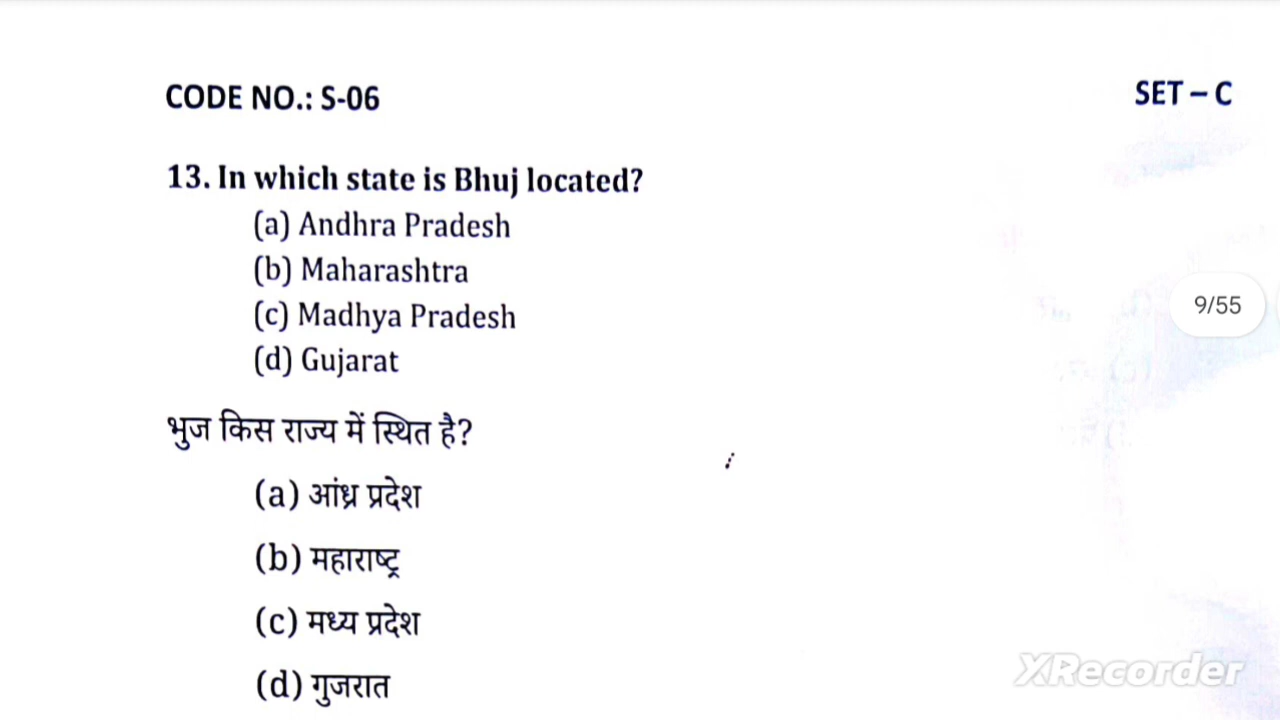 CODE NO.: S-06
SET – C
13. In which state is Bhuj located?
(a) Andhra Pradesh
(b) Maharashtra
(c) Madhya Pradesh
(d) Gujarat
9/55
भुज किस राज्य में स्थित है?
(a) आंध्र प्रदेश
(b) महाराष्ट्र
(c) मध्य प्रदेश
(d) गुजरात
XRecorder